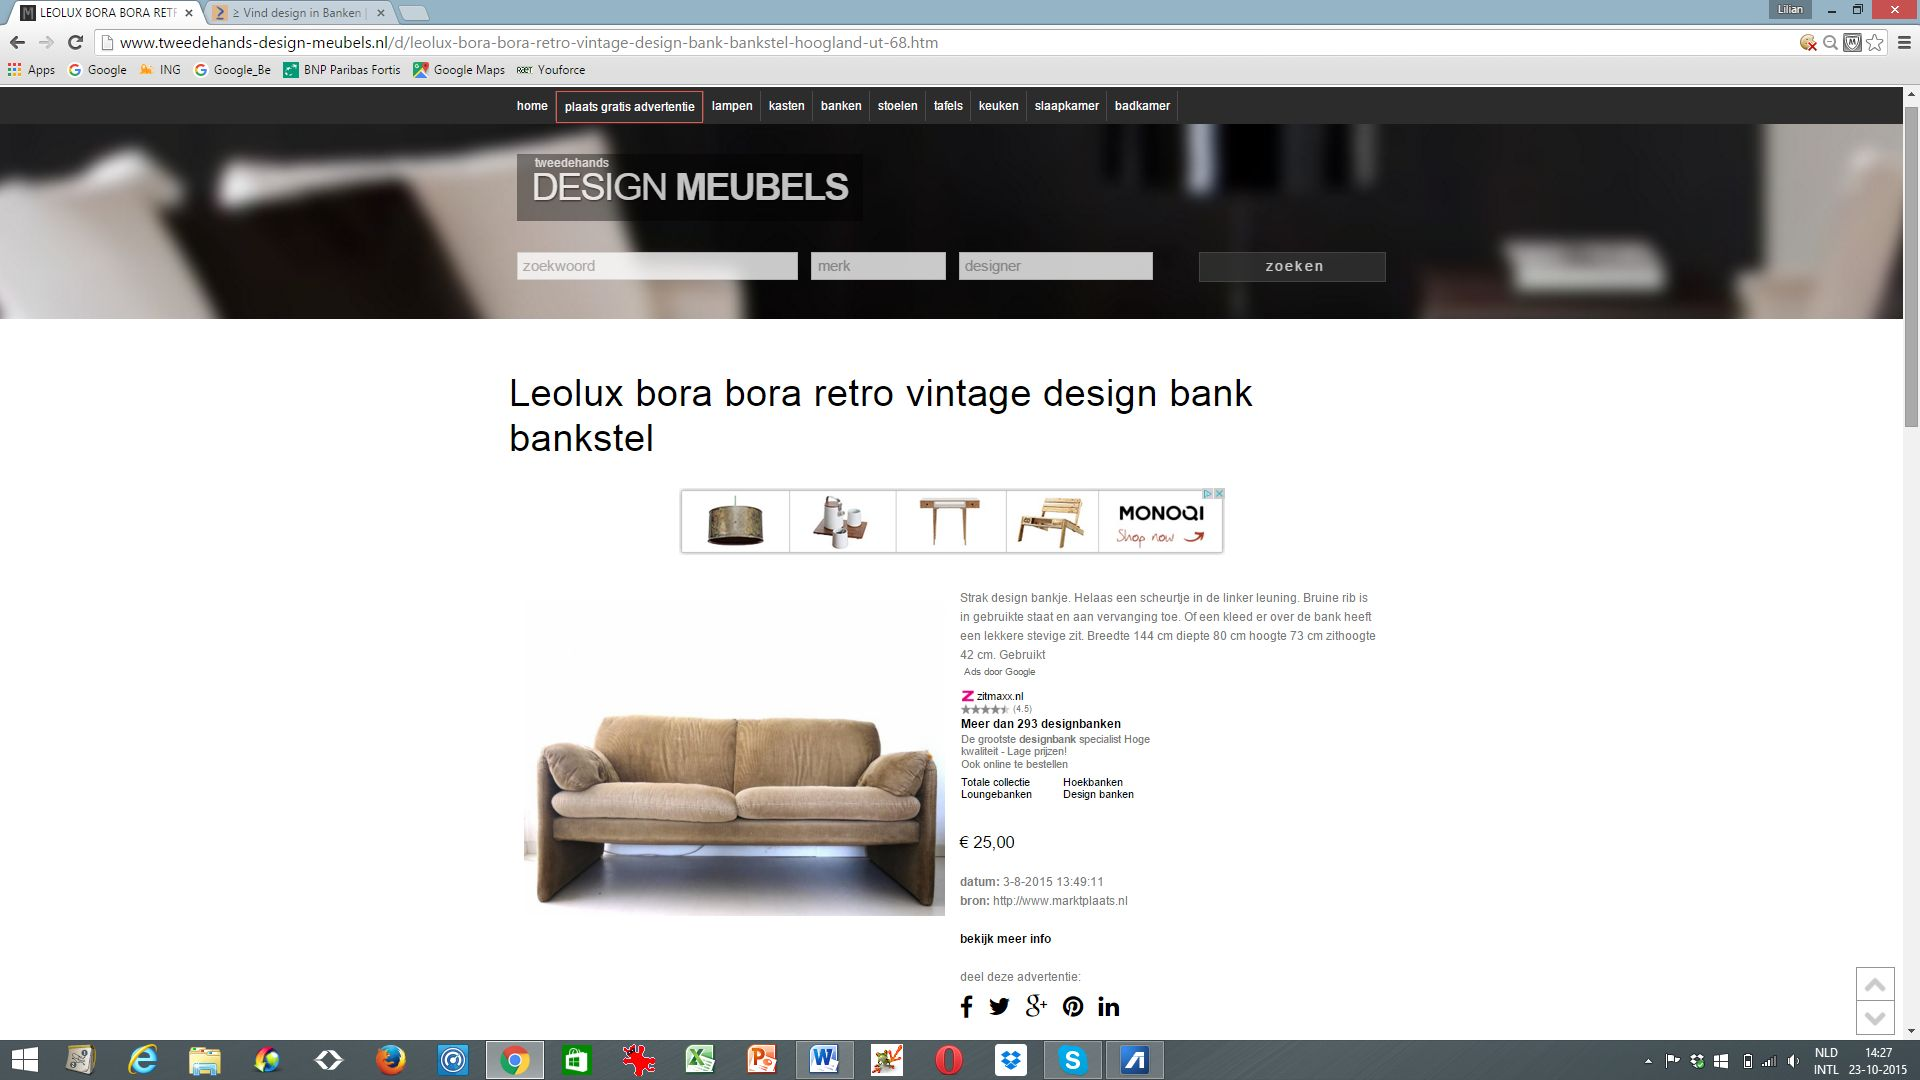 LEOLUX BORA BORA RETR
≥ Vind design in Banken |
Lilian
www.tweedehands-design-meubels.nl/d/leolux-bora-bora-retro-vintage-design-bank-bankstel-hoogland-ut-68.htm
Apps Google ING Google_Be BNP Paribas Fortis Google Maps Youforce
home plaats gratis advertentie lampen kasten banken stoelen tafels keuken slaapkamer badkamer
tweedehands
DESIGN MEUBELS
zoekwoord merk designer zoeken
Leolux bora bora retro vintage design bank
bankstel
MONOQI
Shop now
Strak design bankje. Helaas een scheurtje in de linker leuning. Bruine rib is
in gebruikte staat en aan vervanging toe. Of een kleed er over de bank heeft
een lekkere stevige zit. Breedte 144 cm diepte 80 cm hoogte 73 cm zithoogte
42 cm. Gebruikt
Ads door Google
zitmaxx.nl
(4.5)
Meer dan 293 designbanken
De grootste designbank specialist Hoge
kwaliteit - Lage prijzen!
Ook online te bestellen
Totale collectie Hoekbanken
Loungebanken Design banken
€ 25,00
datum: 3-8-2015 13:49:11
bron: http://www.marktplaats.nl
bekijk meer info
deel deze advertentie:
NLD 14:27
INTL 23-10-2015